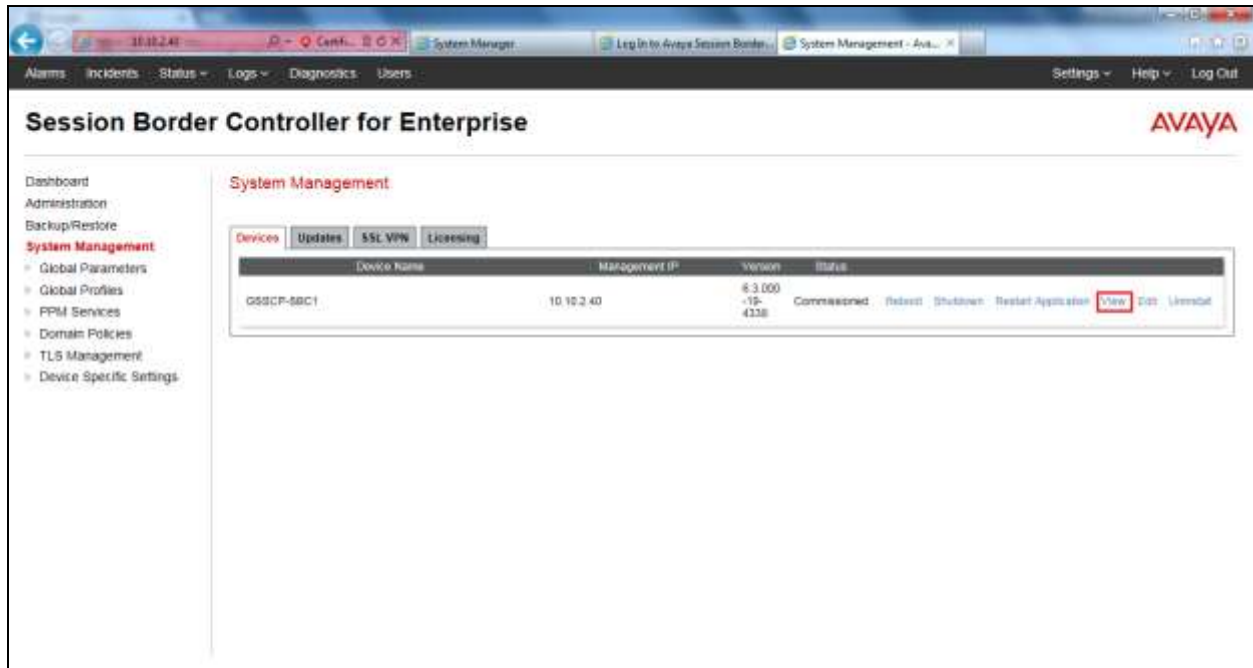 10.10.2.40 Certifi... System Manager Log In to Avaya Session Border... System Management - Ava...
Alarms Incidents Status Logs Diagnostics Users Settings Help Log Out
Session Border Controller for Enterprise
AVAYA
Dashboard
Administration
Backup/Restore
System Management
Global Parameters
Global Profiles
PPM Services
Domain Policies
TLS Management
Device Specific Settings
System Management
Devices Updates SSL VPN Licensing
Device Name Management IP Version Status
GSSCP-SBC1 10.10.2.40 6.3.000
-19-
4338 Commissioned Reboot Shutdown Restart Application View Edit Uninstall